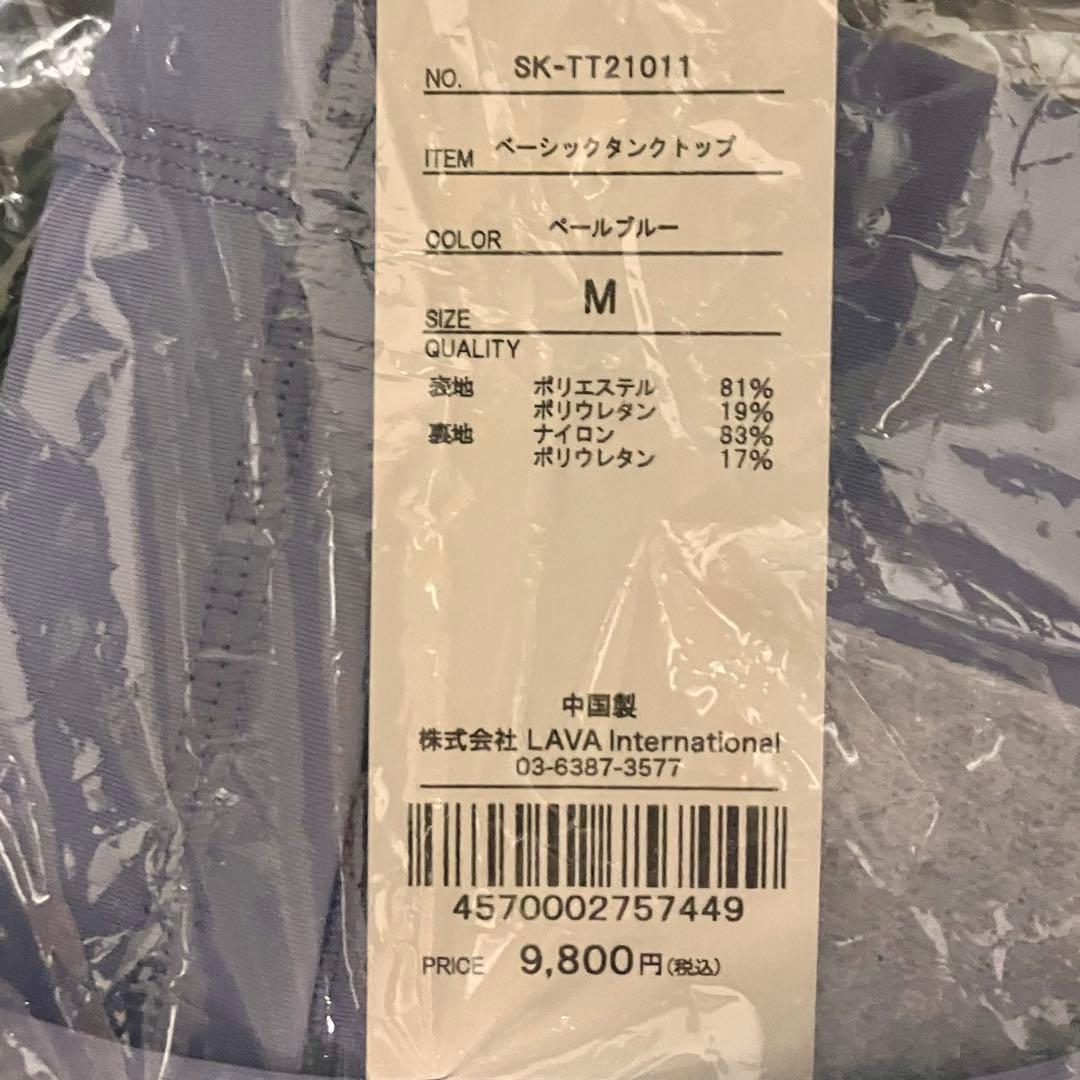 NO. SK-TT21011
ITEM ベーシックタンクトップ
COLOR ペールブルー
SIZE M
QUALITY
表地 ポリエステル 81%
ポリウレタン 19%
裏地 ナイロン 83%
ポリウレタン 17%
中国製
株式会社 LAVA International
03-6387-3577
4570002757449
PRICE 9,800円(税込)